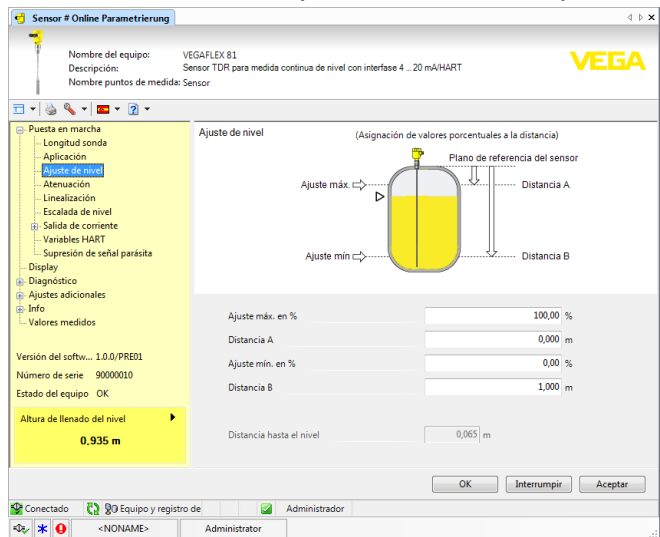 Sensor # Online Parametrierung
Nombre del equipo: VEGAFLEX 81
Descripción: Sensor TDR para medida continua de nivel con interfase 4 .. 20 mA/HART
Nombre puntos de medida: Sensor
VEGA
Puesta en marcha
Longitud sonda
Aplicación
Ajuste de nivel
Atenuación
Linealización
Escalada de nivel
Salida de corriente
Variables HART
Supresión de señal parásita
Display
Diagnóstico
Ajustes adicionales
Info
Valores medidos
Versión del softw... 1.0.0/PRE01
Número de serie 90000010
Estado del equipo OK
Altura de llenado del nivel
0,935 m
Ajuste de nivel
(Asignación de valores porcentuales a la distancia)
Plano de referencia del sensor
Ajuste máx.
Distancia A
Ajuste mín
Distancia B
Ajuste máx. en % 100,00 %
Distancia A 0,000 m
Ajuste mín. en % 0,00 %
Distancia B 1,000 m
Distancia hasta el nivel 0,065 m
OK Interrumpir Aceptar
Conectado Equipo y registro de Administrador
<NONAME> Administrator